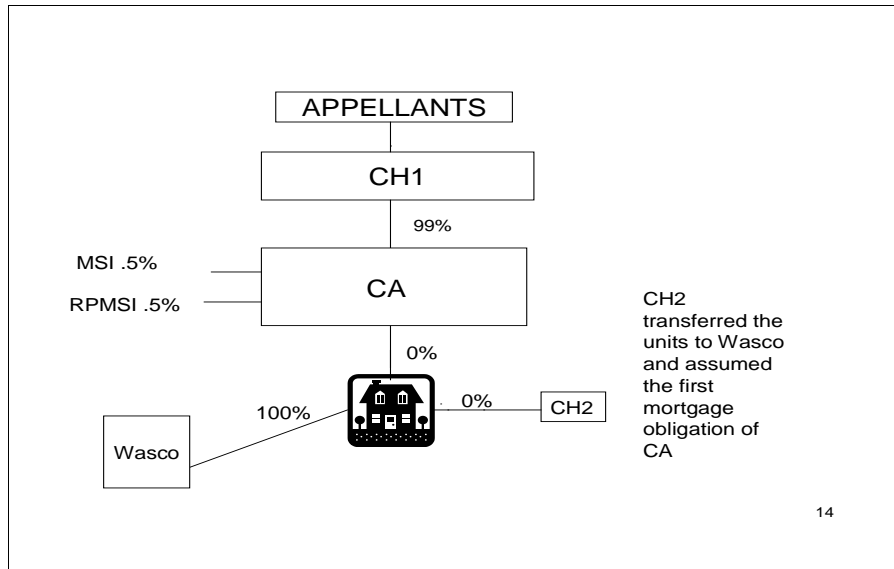 APPELLANTS
CH1
99%
MSI .5%
RPMSI .5%
CA
0%
100%
0%
CH2
Wasco
CH2
transferred the
units to Wasco
and assumed
the first
mortgage
obligation of
CA
14